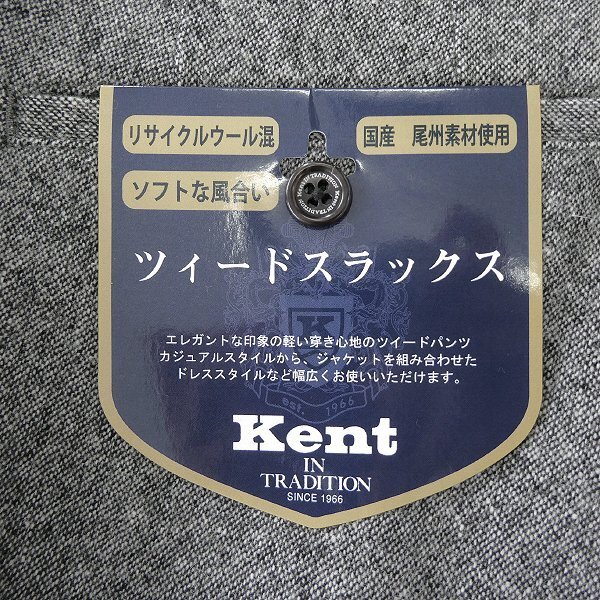 リサイクルウール混
国産 尾州素材使用
ソフトな風合い
IN TRADITION
ツィードスラックス
K
エレガントな印象の軽い穿き心地のツイードパンツ
カジュアルスタイルから、ジャケットを組み合わせた
ドレススタイルなど幅広くお使いいただけます。
est. 1966
Kent
IN
TRADITION
SINCE 1966